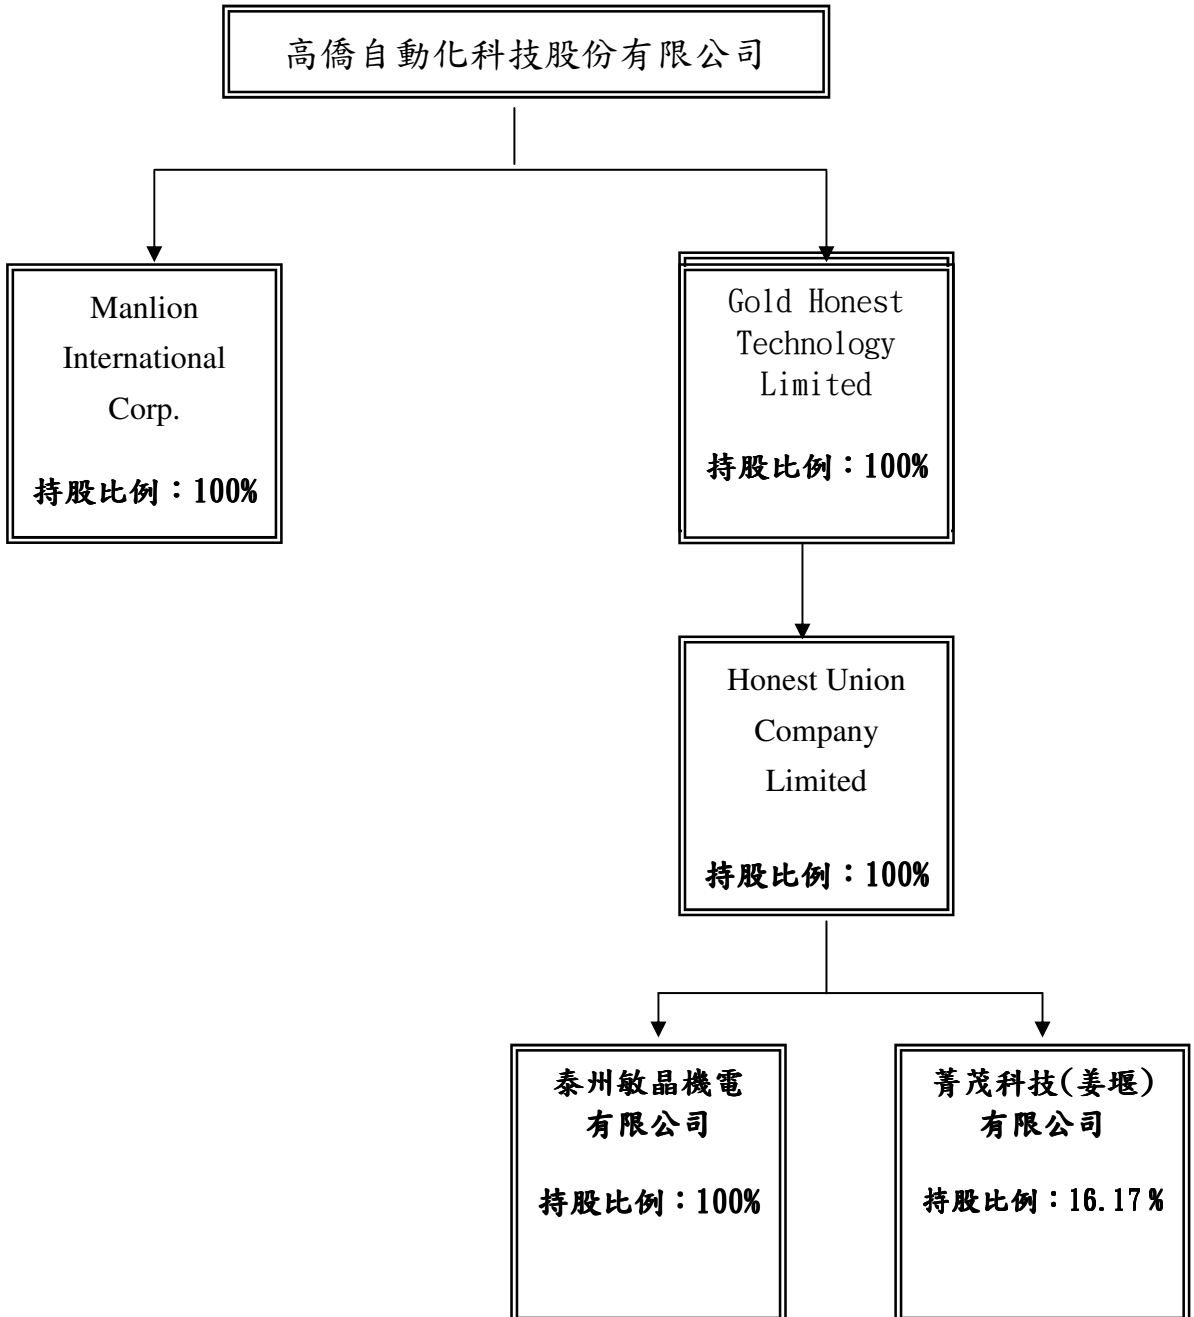 高僑自動化科技股份有限公司
Manlion
International
Corp.
持股比例：100%
Gold Honest
Technology
Limited
持股比例：100%
Honest Union
Company
Limited
持股比例：100%
泰州敏晶機電
有限公司
持股比例：100%
菁茂科技(姜堰)
有限公司
持股比例：16.17%